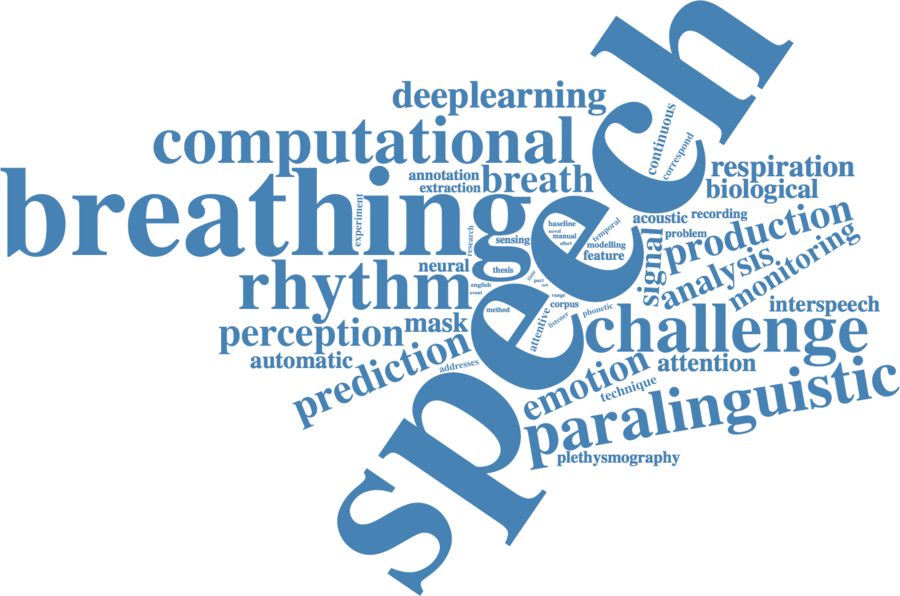 speech
deeplearning
computational
continuous
correspond
annotation
extraction
breath
respiration
biological
breathing
experiment
research
sensing
baseline
novel
manual
effort
temporal
modelling
feature
acoustic
recording
problem
production
signal
analysis
monitoring
neural
thesis
rhythm
english
event
time
part
range
corpus
method
attentive
listener
phonetic
interspeech
perception
mask
challenge
automatic
prediction
addresses
emotion
attention
technique
paralinguistic
plethysmography